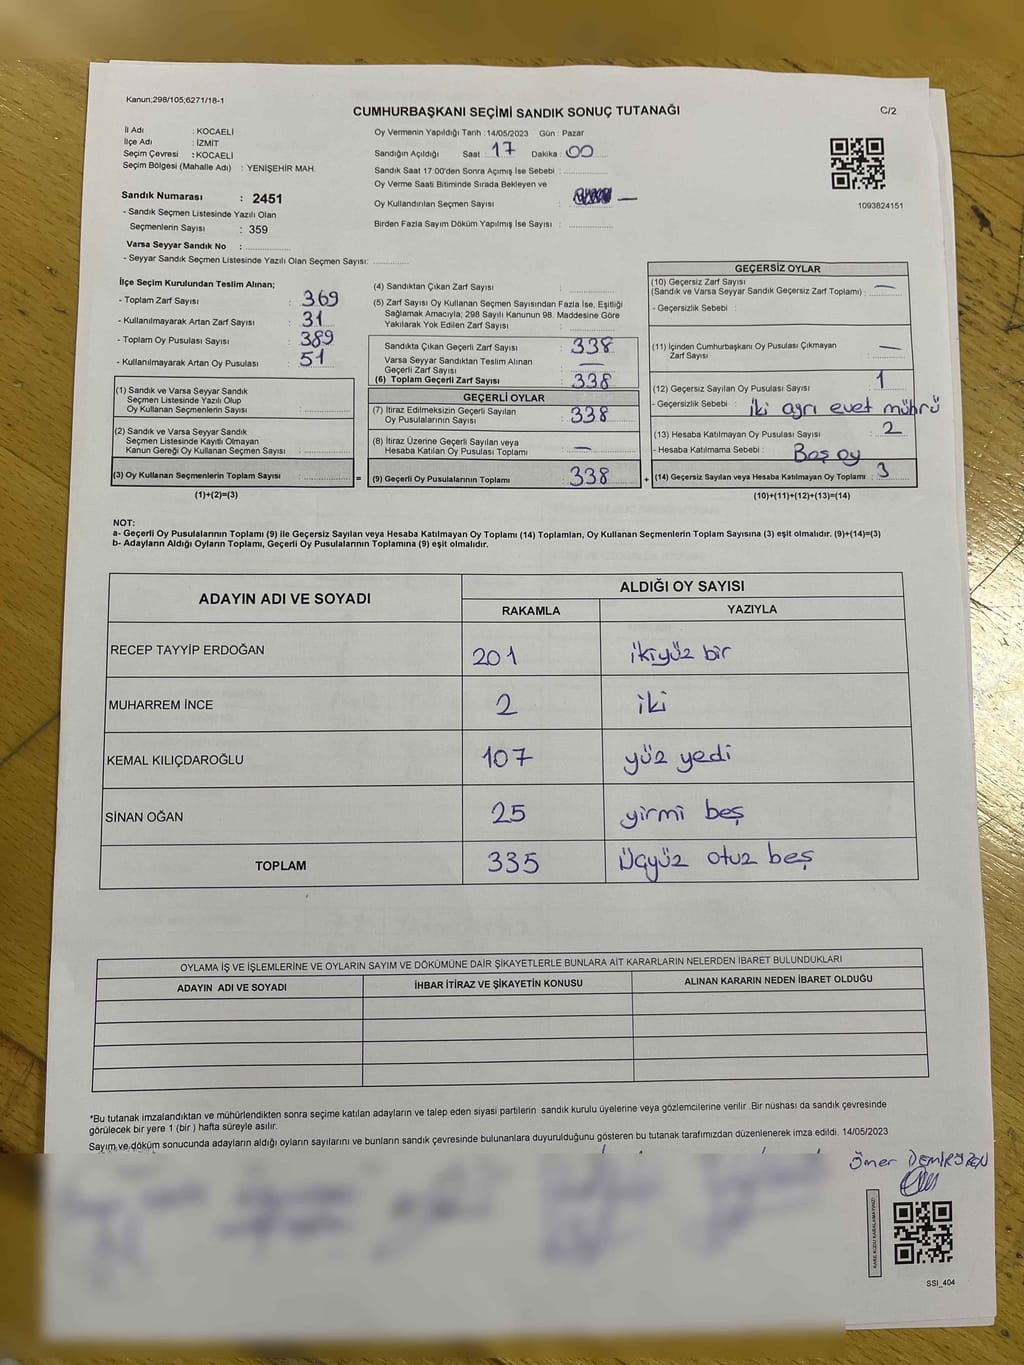 Kanun;298/105;6271/18-1
CUMHURBAŞKANI SEÇİMİ SANDIK SONUÇ TUTANAĞI
C/2
İl Adı : KOCAELİ
İlçe Adı : İZMİT
Seçim Çevresi : KOCAELİ
Seçim Bölgesi (Mahalle Adı) : YENİŞEHİR MAH.
Sandık Numarası : 2451
- Sandık Seçmen Listesinde Yazılı Olan
Seçmenlerin Sayısı : 359
Varsa Seyyar Sandık No :
- Seyyar Sandık Seçmen Listesinde Yazılı Olan Seçmen Sayısı:
Oy Vermenin Yapıldığı Tarih :14/05/2023 Gün : Pazar
Sandığın Açıldığı Saat : 17 Dakika : 00
Sandık Saat 17.00'den Sonra Açımış İse Sebebi :
Oy Verme Saati Bitiminde Sırada Bekleyen ve
Oy Kullandırılan Seçmen Sayısı : —
Birden Fazla Sayım Döküm Yapılmış İse Sayısı :
1093824151
İlçe Seçim Kurulundan Teslim Alınan;
- Toplam Zarf Sayısı : 369
- Kullanılmayarak Artan Zarf Sayısı : 31
- Toplam Oy Pusulası Sayısı : 389
- Kullanılmayarak Artan Oy Pusulası : 51
(1) Sandık ve Varsa Seyyar Sandık
Seçmen Listesinde Yazılı Olup
Oy Kullanan Seçmenlerin Sayısı :
(2) Sandık ve Varsa Seyyar Sandık
Seçmen Listesinde Kayıtlı Olmayan
Kanun Gereği Oy Kullanan Seçmen Sayısı :
(3) Oy Kullanan Seçmenlerin Toplam Sayısı :
(1)+(2)=(3)
(4) Sandıktan Çıkan Zarf Sayısı :
(5) Zarf Sayısı Oy Kullanan Seçmen Sayısından Fazla İse, Eşitliği
Sağlamak Amacıyla; 298 Sayılı Kanunun 98. Maddesine Göre
Yakılarak Yok Edilen Zarf Sayısı :
Sandıkta Çıkan Geçerli Zarf Sayısı : 338
Varsa Seyyar Sandıktan Teslim Alınan
Geçerli Zarf Sayısı : —
(6) Toplam Geçerli Zarf Sayısı : 338
GEÇERLİ OYLAR
(7) İtiraz Edilmeksizin Geçerli Sayılan
Oy Pusulalarının Sayısı : 338
(8) İtiraz Üzerine Geçerli Sayılan veya
Hesaba Katılan Oy Pusulası Toplamı : —
= (9) Geçerli Oy Pusulalarının Toplamı : 338 +
GEÇERSİZ OYLAR
(10) Geçersiz Zarf Sayısı
(Sandık ve Varsa Seyyar Sandık Geçersiz Zarf Toplamı) : —
- Geçersizlik Sebebi :
(11) İçinden Cumhurbaşkanı Oy Pusulası Çıkmayan
Zarf Sayısı : —
(12) Geçersiz Sayılan Oy Pusulası Sayısı : 1
- Geçersizlik Sebebi : İki ayrı evet mührü
(13) Hesaba Katılmayan Oy Pusulası Sayısı : 2
- Hesaba Katılmama Sebebi : Boş oy
(14) Geçersiz Sayılan veya Hesaba Katılmayan Oy Toplamı : 3
(10)+(11)+(12)+(13)=(14)
NOT:
a- Geçerli Oy Pusulalarının Toplamı (9) ile Geçersiz Sayılan veya Hesaba Katılmayan Oy Toplamı (14) Toplamları, Oy Kullanan Seçmenlerin Toplam Sayısına (3) eşit olmalıdır. (9)+(14)=(3)
b- Adayların Aldığı Oyların Toplamı, Geçerli Oy Pusulalarının Toplamına (9) eşit olmalıdır.
ADAYIN ADI VE SOYADI ALDIĞI OY SAYISI
RAKAMLA YAZIYLA
RECEP TAYYİP ERDOĞAN 201 ikiyüz bir
MUHARREM İNCE 2 iki
KEMAL KILIÇDAROĞLU 107 yüz yedi
SİNAN OĞAN 25 yirmi beş
TOPLAM 335 Üçyüz otuz beş
OYLAMA İŞ VE İŞLEMLERİNE VE OYLARIN SAYIM VE DÖKÜMÜNE DAİR ŞİKAYETLERLE BUNLARA AİT KARARLARIN NELERDEN İBARET BULUNDUKLARI
ADAYIN ADI VE SOYADI İHBAR İTİRAZ VE ŞİKAYETİN KONUSU ALINAN KARARIN NEDEN İBARET OLDUĞU
*Bu tutanak imzalandıktan ve mühürlendikten sonra seçime katılan adayların ve talep eden siyasi partilerin sandık kurulu üyelerine veya gözlemcilerine verilir .Bir nüshası da sandık çevresinde
görülecek bir yere 1 (bir ) hafta süreyle asılır.
Sayım ve döküm sonucunda adayların aldığı oyların sayılarını ve bunların sandık çevresinde bulunanlara duyurulduğunu gösteren bu tutanak tarafımızdan düzenlenerek imza edildi. 14/05/2023
Ömer
SSI_404